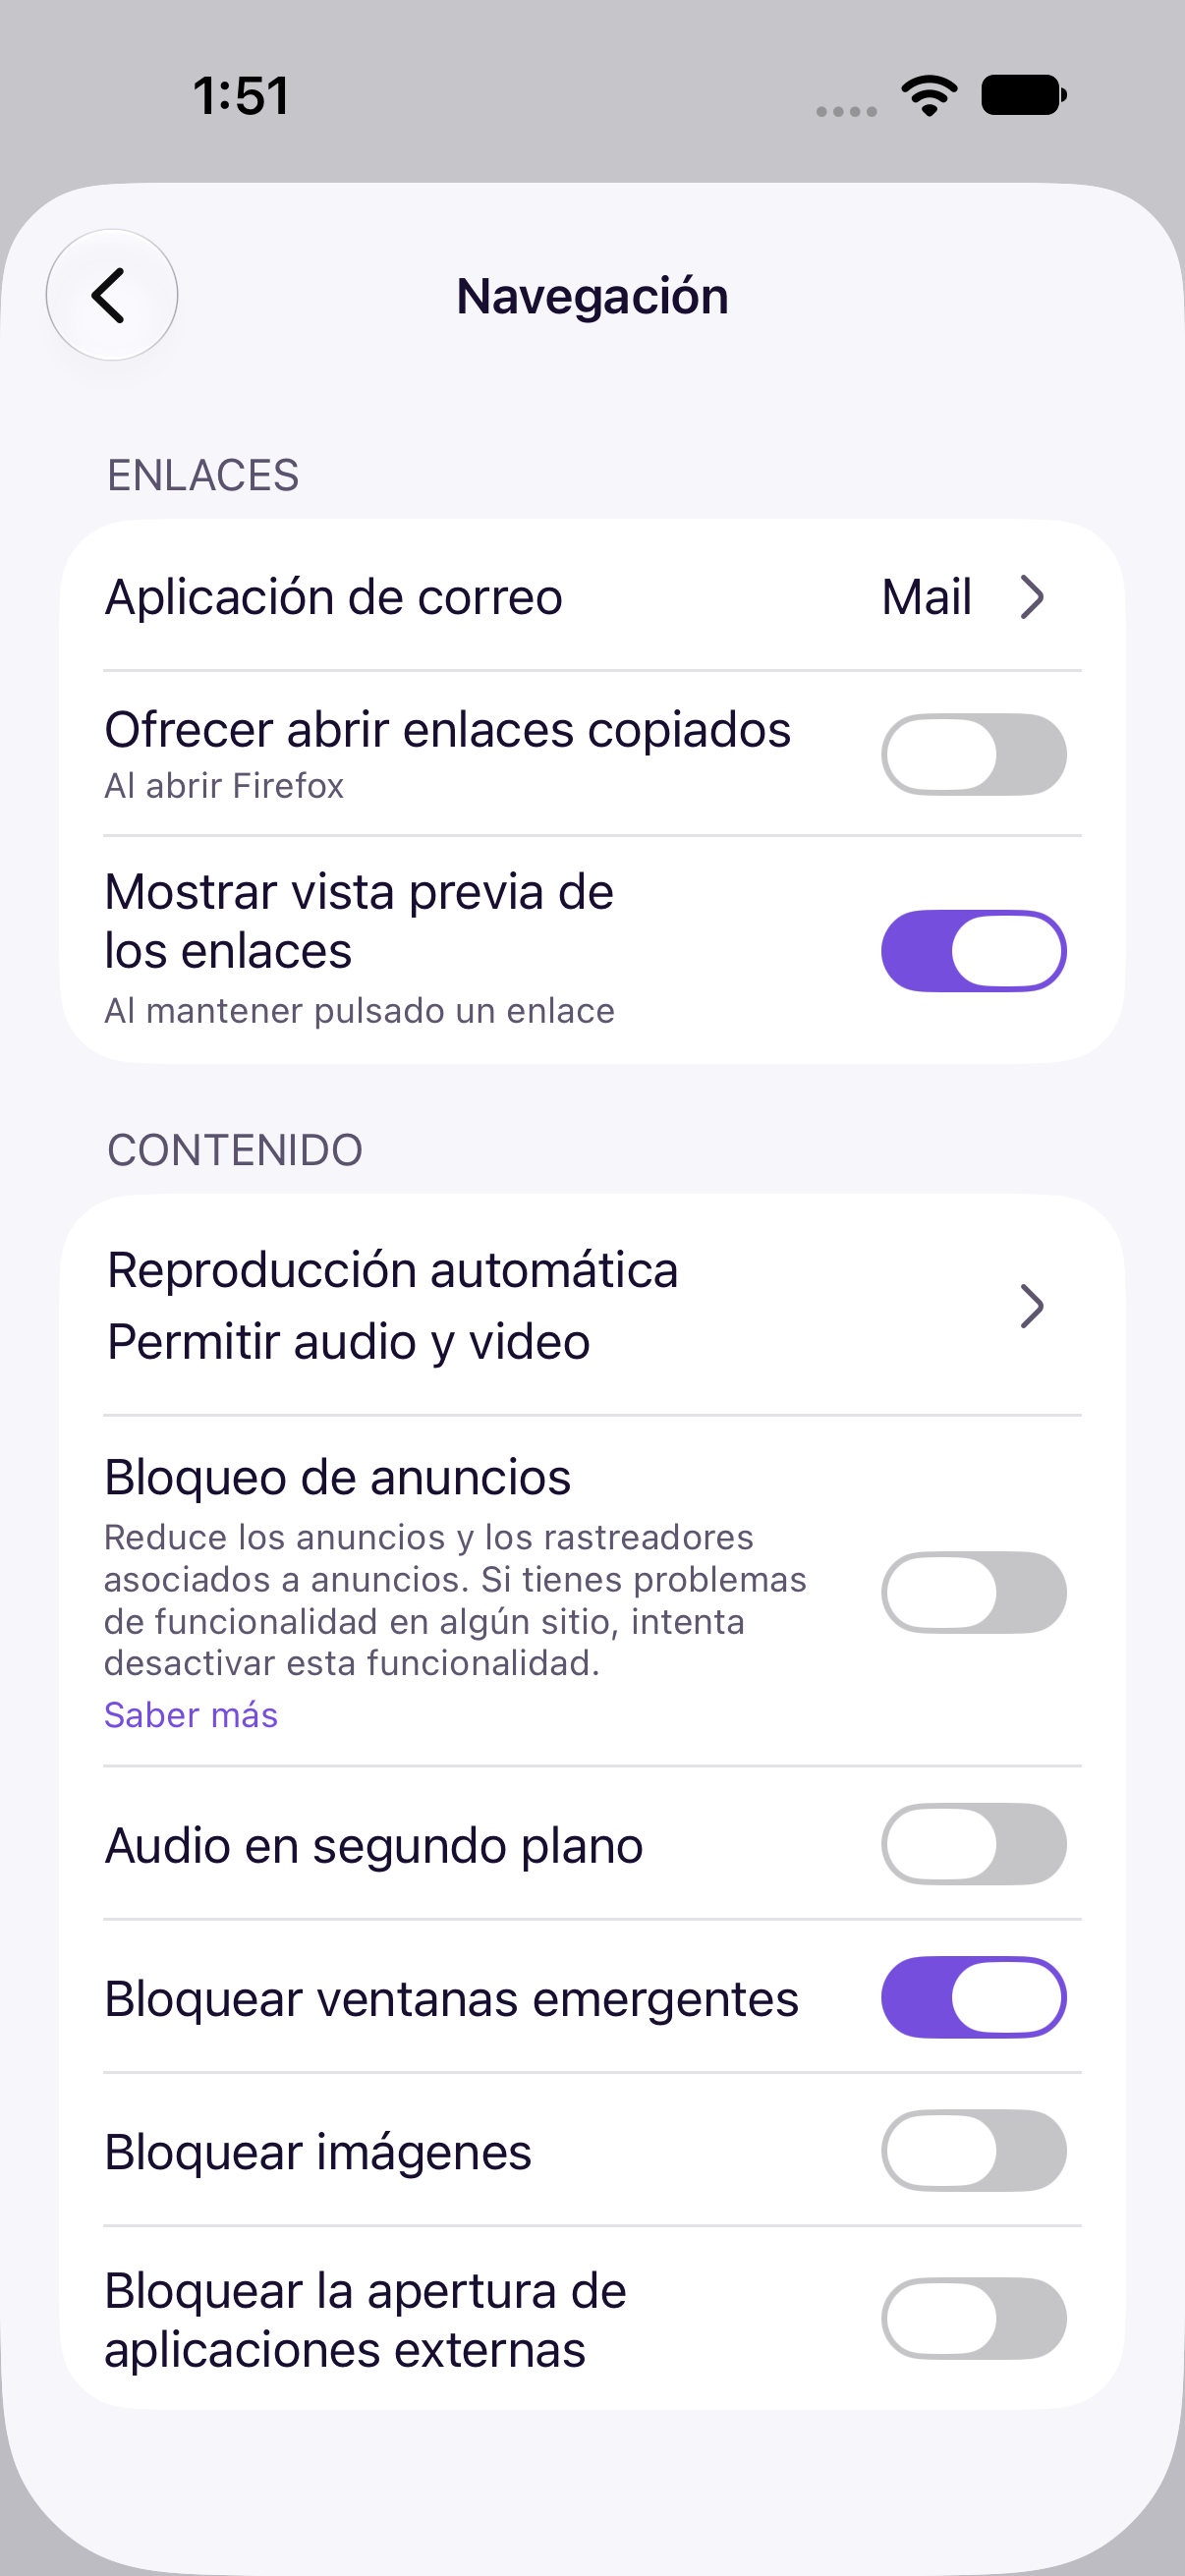 1:51
Navegación
ENLACES
Aplicación de correo
Mail
Ofrecer abrir enlaces copiados
Al abrir Firefox
Mostrar vista previa de
los enlaces
Al mantener pulsado un enlace
CONTENIDO
Reproducción automática
Permitir audio y video
Bloqueo de anuncios
Reduce los anuncios y los rastreadores
asociados a anuncios. Si tienes problemas
de funcionalidad en algún sitio, intenta
desactivar esta funcionalidad.
Saber más
Audio en segundo plano
Bloquear ventanas emergentes
Bloquear imágenes
Bloquear la apertura de
aplicaciones externas